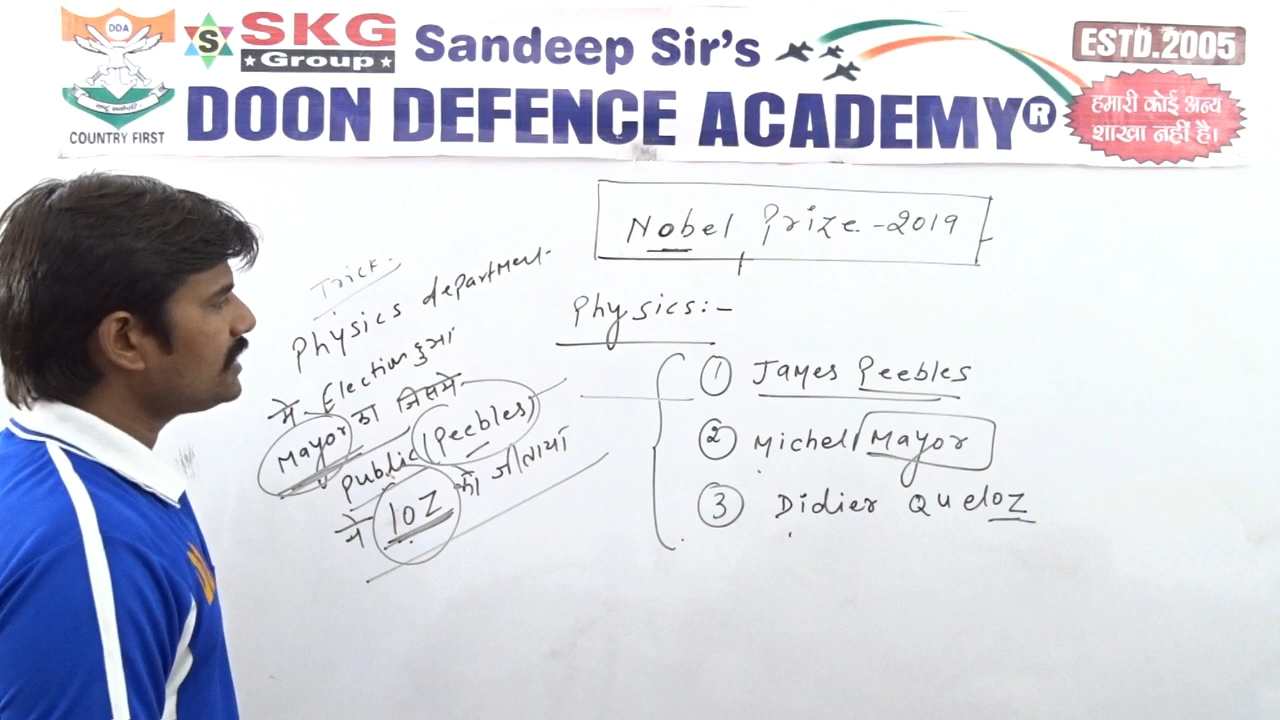 DDA
COUNTRY FIRST
S
SKG
★Group★
Sandeep Sir's
DOON DEFENCE ACADEMY®
ESTD.2005
हमारी कोई अन्य
शाखा नहीं है।
Nobel Prize-2019
Trick-
Physics department-
में Election हुआ
Mayor का जिसमे
public (Peebles)
ने loz को जीताया
Physics:-
① James Peebles
② Michel Mayor
③ Didier Queloz